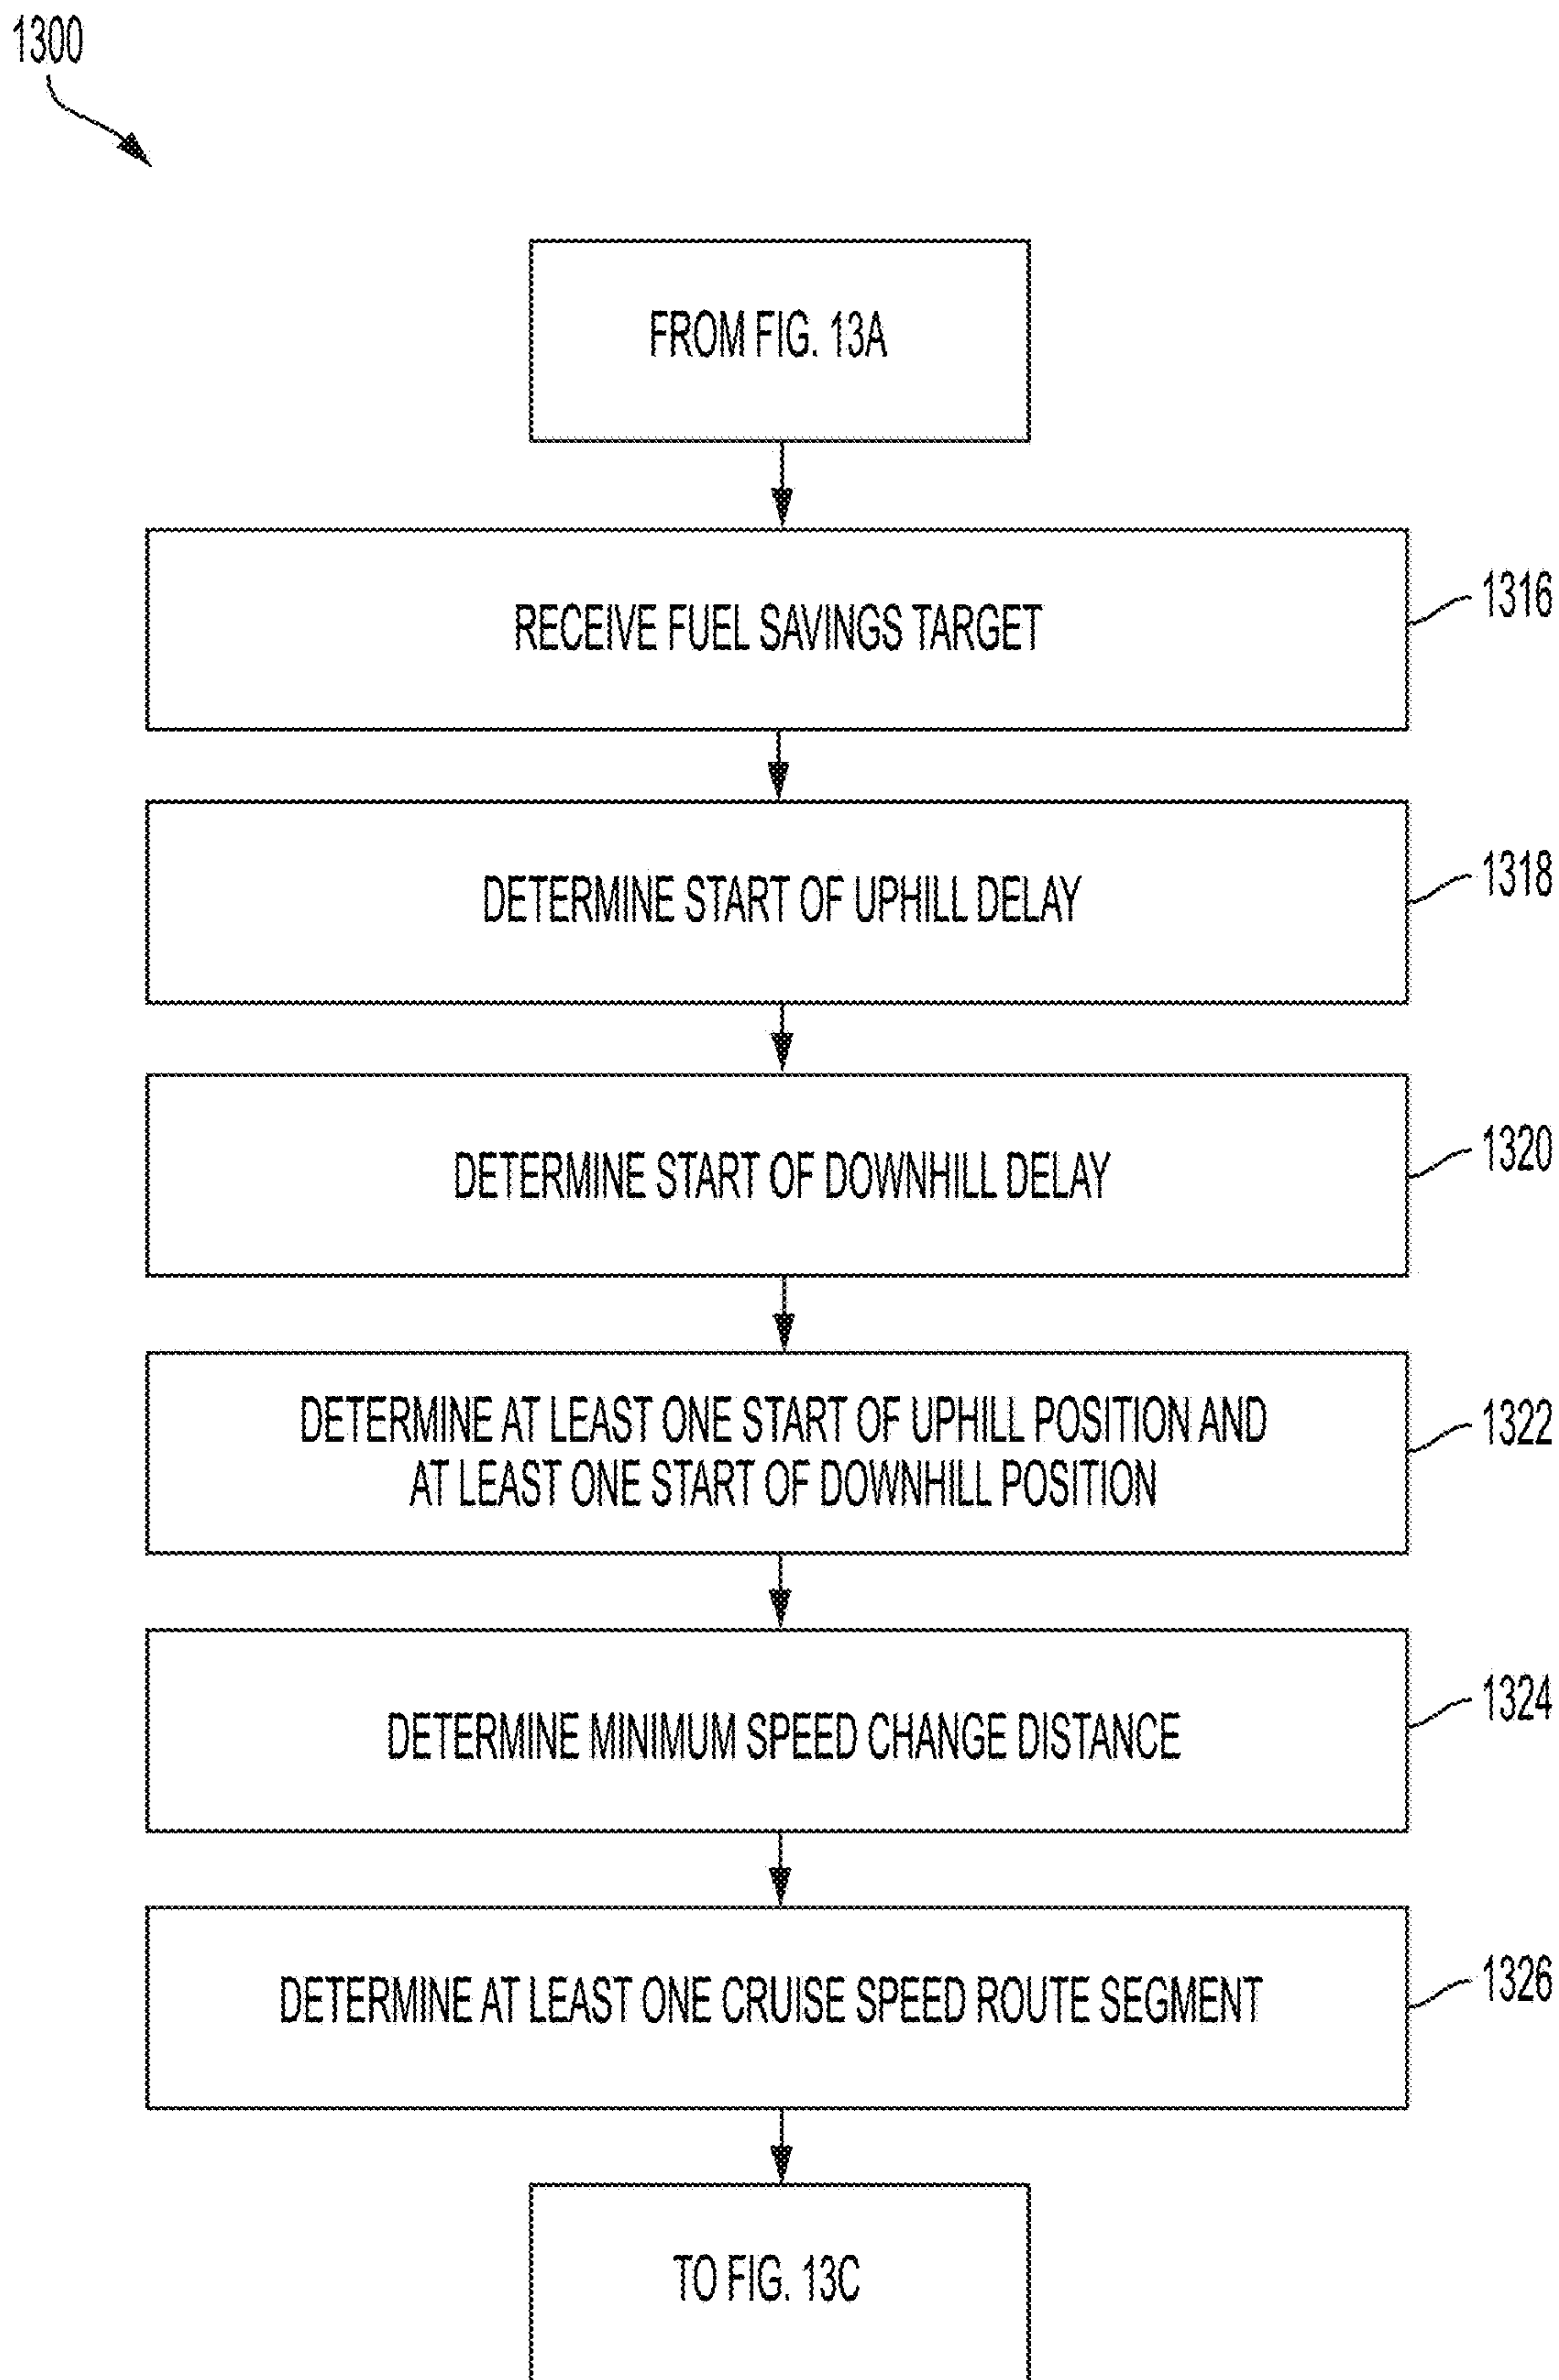 1300
FROM FIG. 13A
RECEIVE FUEL SAVINGS TARGET
1316
DETERMINE START OF UPHILL DELAY
1318
DETERMINE START OF DOWNHILL DELAY
1320
DETERMINE AT LEAST ONE START OF UPHILL POSITION AND
AT LEAST ONE START OF DOWNHILL POSITION
1322
DETERMINE MINIMUM SPEED CHANGE DISTANCE
1324
DETERMINE AT LEAST ONE CRUISE SPEED ROUTE SEGMENT
1326
TO FIG. 13C